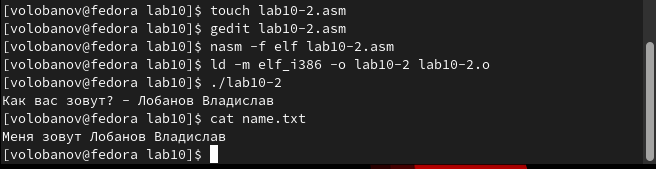 [volobanov@fedora lab10]$ touch lab10-2.asm
[volobanov@fedora lab10]$ gedit lab10-2.asm
[volobanov@fedora lab10]$ nasm -f elf lab10-2.asm
[volobanov@fedora lab10]$ ld -m elf_i386 -o lab10-2 lab10-2.o
[volobanov@fedora lab10]$ ./lab10-2
Как вас зовут? - Лобанов Владислав
[volobanov@fedora lab10]$ cat name.txt
Меня зовут Лобанов Владислав
[volobanov@fedora lab10]$